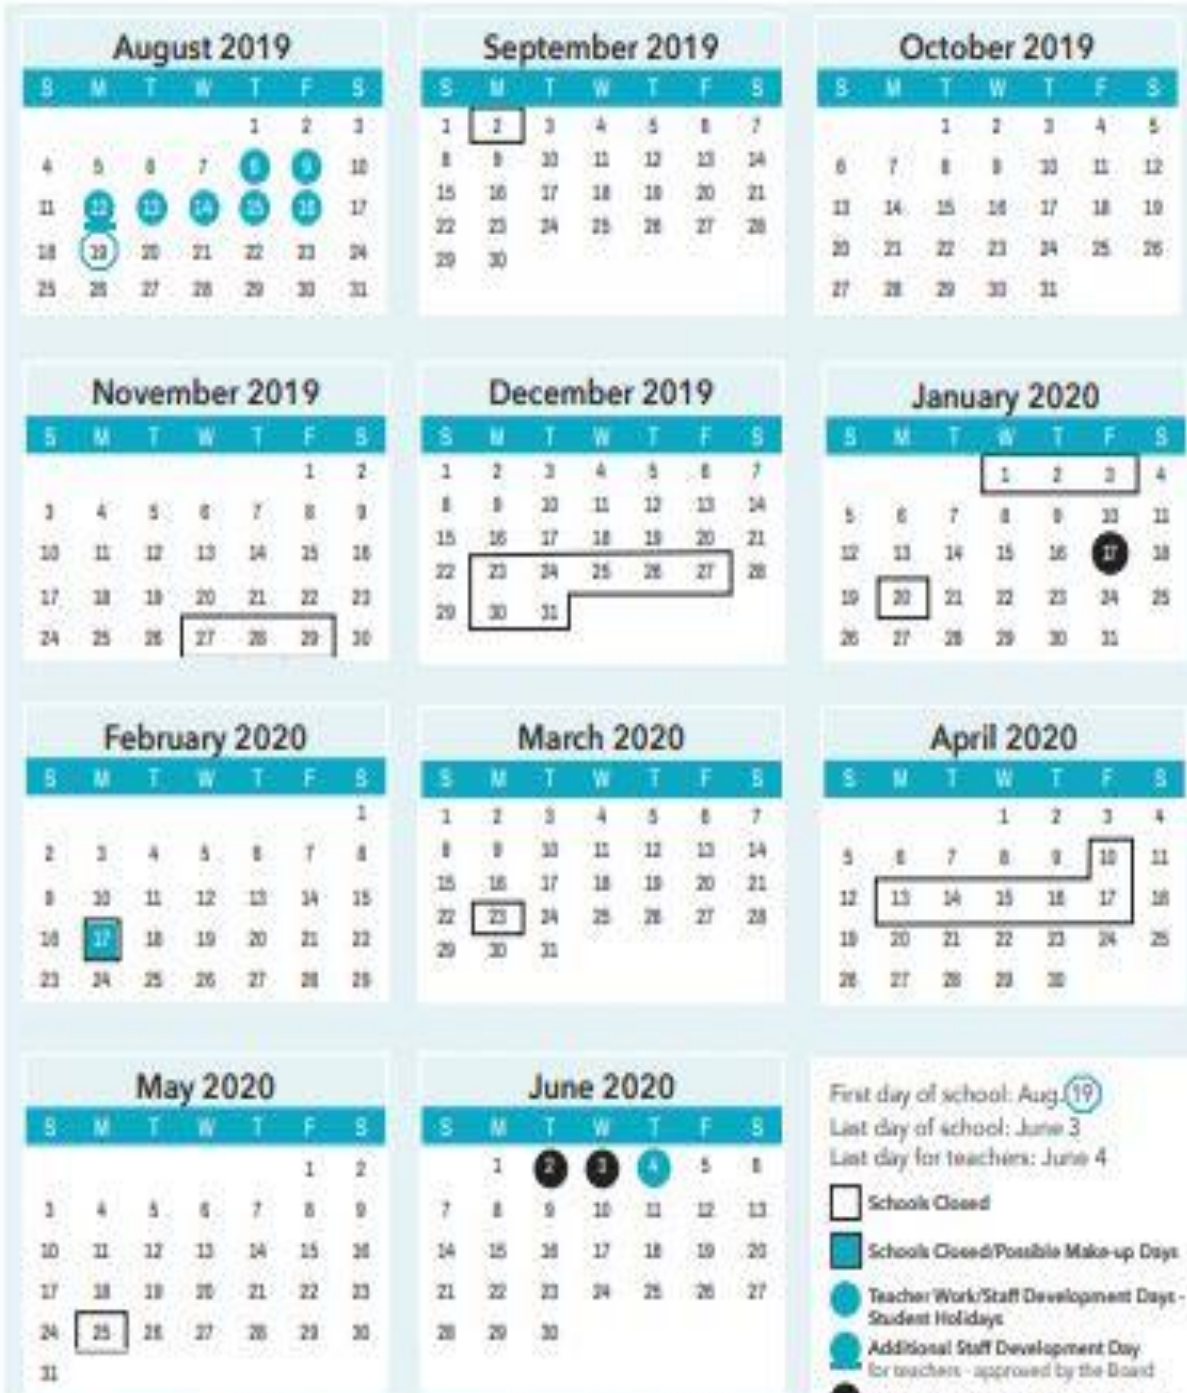 August 2019
S M T W T F S
1 2 3
4 5 6 7 8 9 10
11 12 13 14 15 16 17
18 19 20 21 22 23 24
25 26 27 28 29 30 31
September 2019
S M T W T F S
1 2 3 4 5 6 7
8 9 10 11 12 13 14
15 16 17 18 19 20 21
22 23 24 25 26 27 28
29 30
October 2019
S M T W T F S
1 2 3 4 5
6 7 8 9 10 11 12
13 14 15 16 17 18 19
20 21 22 23 24 25 26
27 28 29 30 31
November 2019
S M T W T F S
1 2
3 4 5 6 7 8 9
10 11 12 13 14 15 16
17 18 19 20 21 22 23
24 25 26 27 28 29 30
December 2019
S M T W T F S
1 2 3 4 5 6 7
8 9 10 11 12 13 14
15 16 17 18 19 20 21
22 23 24 25 26 27 28
29 30 31
January 2020
S M T W T F S
1 2 3 4
5 6 7 8 9 10 11
12 13 14 15 16 17 18
19 20 21 22 23 24 25
26 27 28 29 30 31
February 2020
S M T W T F S
1
2 3 4 5 6 7 8
9 10 11 12 13 14 15
16 17 18 19 20 21 22
23 24 25 26 27 28 29
March 2020
S M T W T F S
1 2 3 4 5 6 7
8 9 10 11 12 13 14
15 16 17 18 19 20 21
22 23 24 25 26 27 28
29 30 31
April 2020
S M T W T F S
1 2 3 4
5 6 7 8 9 10 11
12 13 14 15 16 17 18
19 20 21 22 23 24 25
26 27 28 29 30
May 2020
S M T W T F S
1 2
3 4 5 6 7 8 9
10 11 12 13 14 15 16
17 18 19 20 21 22 23
24 25 26 27 28 29 30
31
June 2020
S M T W T F S
1 2 3 4 5 6
7 8 9 10 11 12 13
14 15 16 17 18 19 20
21 22 23 24 25 26 27
28 29 30
First day of school: Aug. 19
Last day of school: June 3
Last day for teachers: June 4
Schools Closed
Schools Closed/Possible Make-up Days
Teacher Work/Staff Development Days -
Student Holidays
Additional Staff Development Day
for teachers - approved by the Board